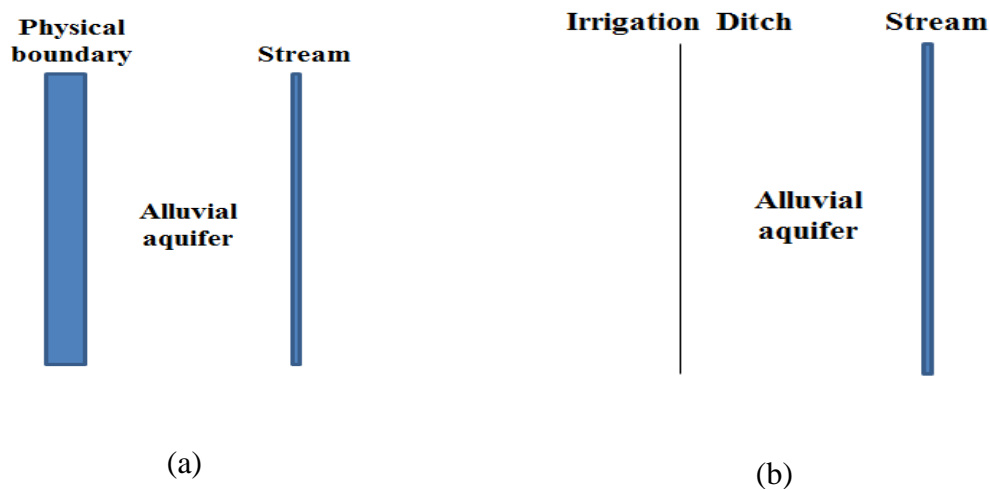 Physical
boundary
Stream
Alluvial
aquifer
(a)
Irrigation Ditch
Stream
Alluvial
aquifer
(b)